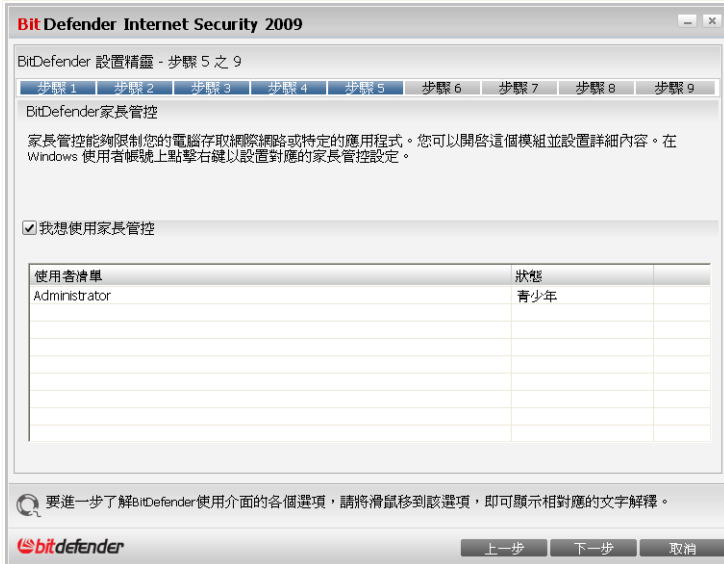 BitDefender Internet Security 2009
BitDefender 設置精靈 - 步驟 5 之 9
步驟 1 步驟 2 步驟 3 步驟 4 步驟 5 步驟 6 步驟 7 步驟 8 步驟 9
BitDefender家長管控
家長管控能夠限制您的電腦存取網際網路或特定的應用程式。您可以開啓這個模組並設置詳細內容。在
Windows 使用者帳號上點擊右鍵以設置對應的家長管控設定。
我想使用家長管控
使用者清單 狀態
Administrator 青少年
要進一步了解BitDefender使用介面的各個選項，請將滑鼠移到該選項，即可顯示相對應的文字解釋。
bitdefender
上一步 下一步 取消